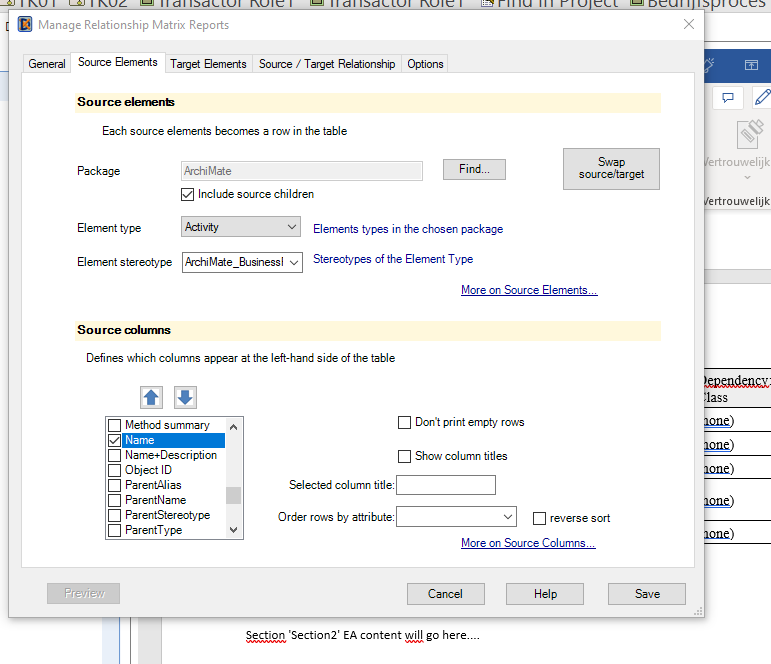 TK01 TK02 Transactor Role1 Transactor Role1 Find in Project Bedrijfsproces
Manage Relationship Matrix Reports
General Source Elements Target Elements Source / Target Relationship Options
Source elements
Each source elements becomes a row in the table
Package ArchiMate Find... Swap source/target
Include source children
Element type Activity Elements types in the chosen package
Element stereotype ArchiMate_Business Stereotypes of the Element Type
More on Source Elements...
Source columns
Defines which columns appear at the left-hand side of the table
Method summary
Name
Name+Description
Object ID
ParentAlias
ParentName
ParentStereotype
ParentType
Don't print empty rows
Show column titles
Selected column title:
Order rows by attribute: reverse sort
More on Source Columns...
Preview Cancel Help Save
Vertrouwelijk
Vertrouwelijk
Dependency:
Class
none)
none)
none)
none)
none)
Section 'Section2' EA content will go here....